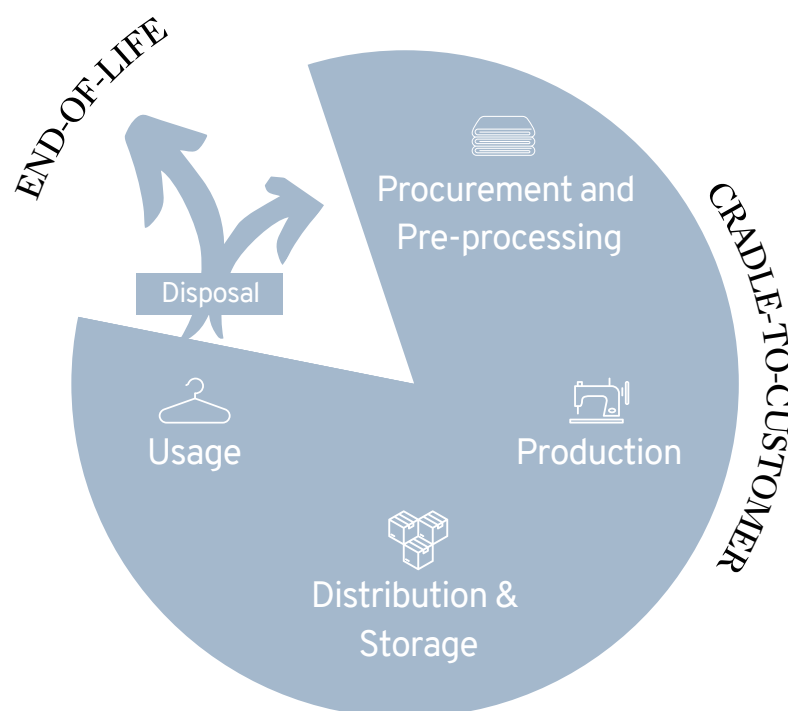 END-OF-LIFE
Procurement and
Pre-processing
CRADLE-TO-CUSTOMER
Disposal
Usage
Production
Distribution &
Storage